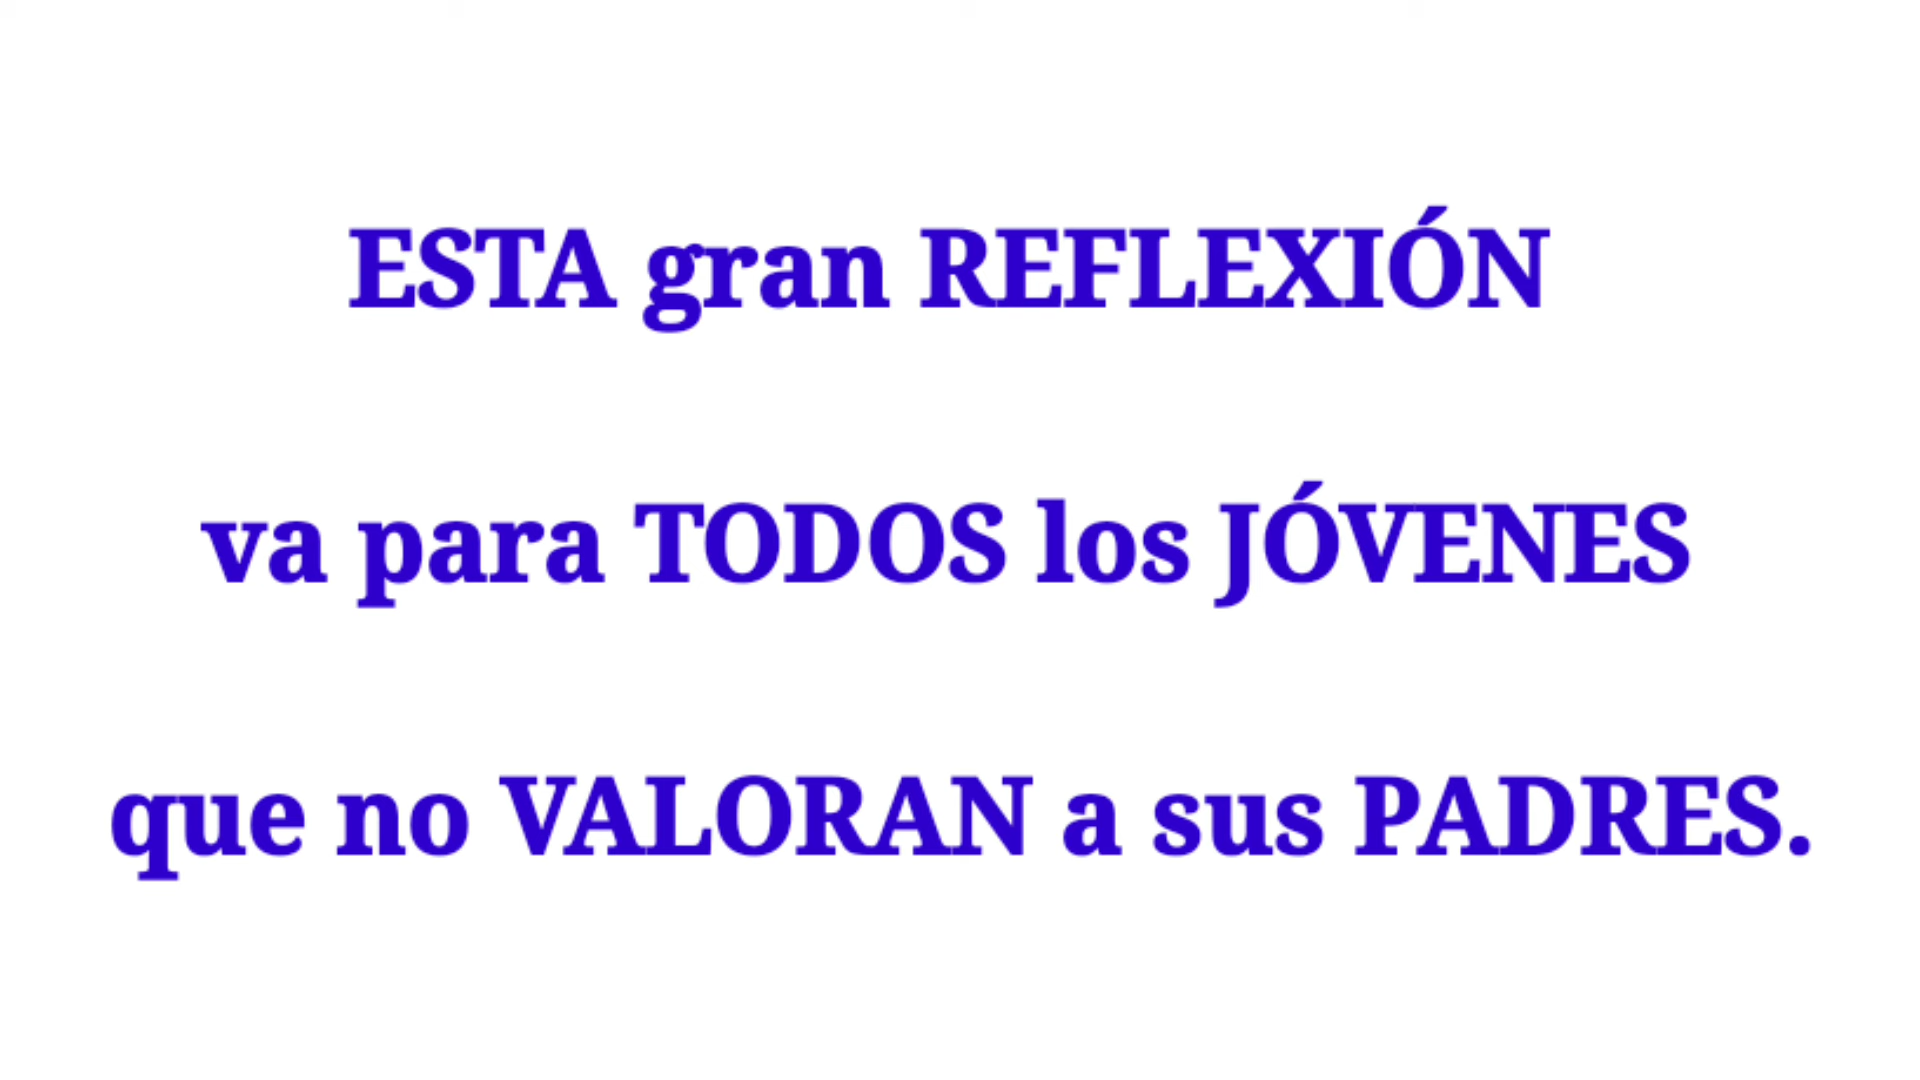 ESTA gran REFLEXIÓN
va para TODOS los JÓVENES
que no VALORAN a sus PADRES.